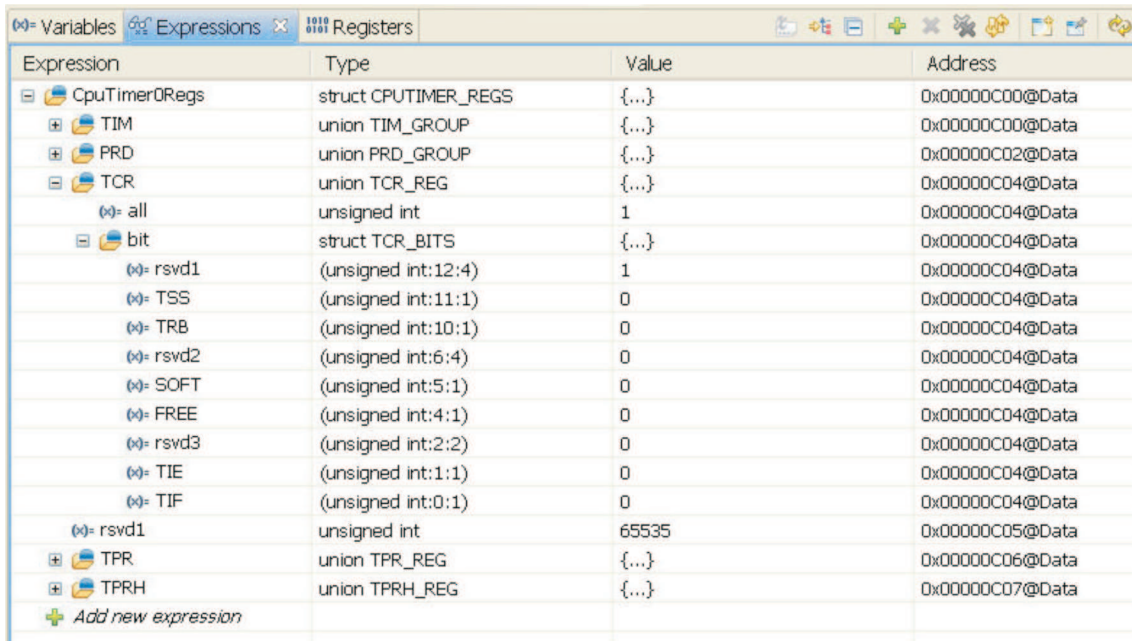 (x)= Variables Expressions 1010 0101 Registers
Expression Type Value Address
CpuTimer0Regs struct CPUTIMER_REGS {...} 0x00000C00@Data
TIM union TIM_GROUP {...} 0x00000C00@Data
PRD union PRD_GROUP {...} 0x00000C02@Data
TCR union TCR_REG {...} 0x00000C04@Data
(x)= all unsigned int 1 0x00000C04@Data
bit struct TCR_BITS {...} 0x00000C04@Data
(x)= rsvd1 (unsigned int:12:4) 1 0x00000C04@Data
(x)= TSS (unsigned int:11:1) 0 0x00000C04@Data
(x)= TRB (unsigned int:10:1) 0 0x00000C04@Data
(x)= rsvd2 (unsigned int:6:4) 0 0x00000C04@Data
(x)= SOFT (unsigned int:5:1) 0 0x00000C04@Data
(x)= FREE (unsigned int:4:1) 0 0x00000C04@Data
(x)= rsvd3 (unsigned int:2:2) 0 0x00000C04@Data
(x)= TIE (unsigned int:1:1) 0 0x00000C04@Data
(x)= TIF (unsigned int:0:1) 0 0x00000C04@Data
(x)= rsvd1 unsigned int 65535 0x00000C05@Data
TPR union TPR_REG {...} 0x00000C06@Data
TPRH union TPRH_REG {...} 0x00000C07@Data
Add new expression